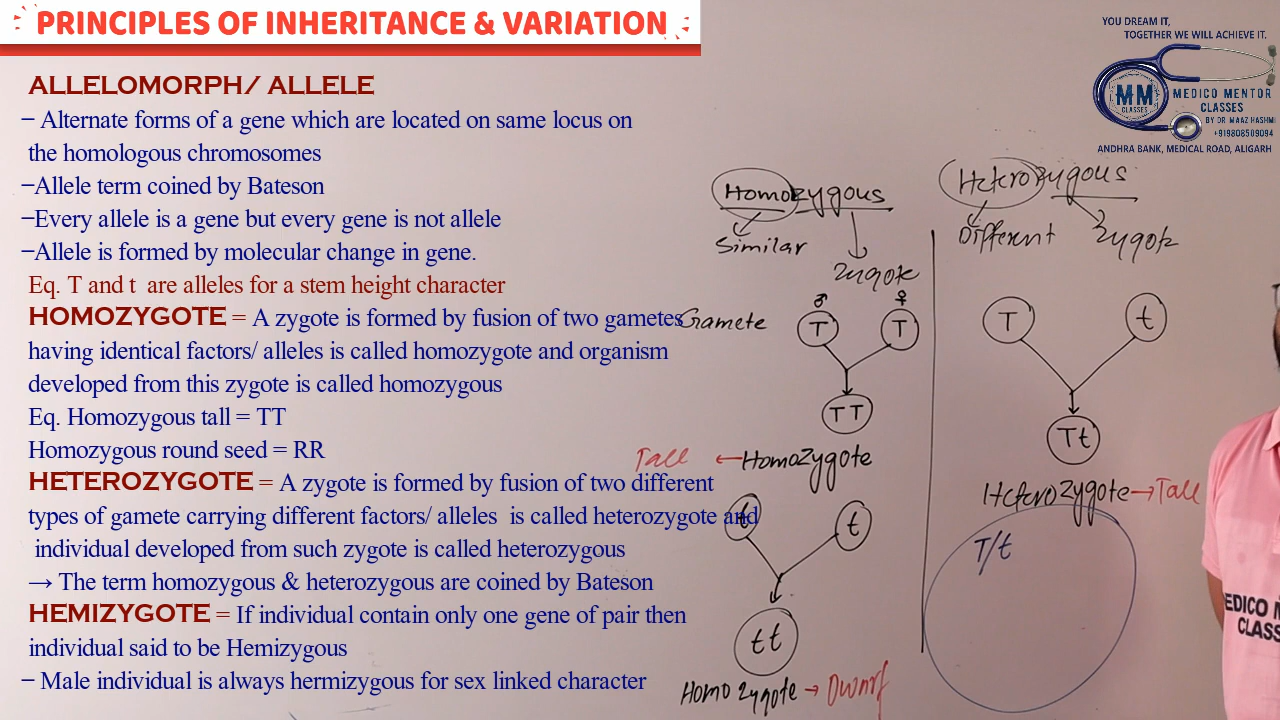 PRINCIPLES OF INHERITANCE & VARIATION
YOU DREAM IT,
TOGETHER WE WILL ACHIEVE IT.
MM
CLASSES
MEDICO MENTOR
CLASSES
BY DR MAAZ HASHMI
+919808509094
ANDHRA BANK, MEDICAL ROAD, ALIGARH
ALLELOMORPH/ ALLELE
– Alternate forms of a gene which are located on same locus on
the homologous chromosomes
–Allele term coined by Bateson
–Every allele is a gene but every gene is not allele
–Allele is formed by molecular change in gene.
Eq. T and t are alleles for a stem height character
HOMOZYGOTE = A zygote is formed by fusion of two gametes
having identical factors/ alleles is called homozygote and organism
developed from this zygote is called homozygous
Eq. Homozygous tall = TT
Homozygous round seed = RR
HETEROZYGOTE = A zygote is formed by fusion of two different
types of gamete carrying different factors/ alleles is called heterozygote and
individual developed from such zygote is called heterozygous
→ The term homozygous & heterozygous are coined by Bateson
HEMIZYGOTE = If individual contain only one gene of pair then
individual said to be Hemizygous
– Male individual is always hermizygous for sex linked character
Homozygous
Similar
Zygote
Gamete
♂ ♀
T T
TT
Tall ← Homozygote
t t
tt
Homozygote → Dwarf
Heterozygous
Different Zygote
T t
Tt
Heterozygote → Tall
T/t
EDICO M
CLASS